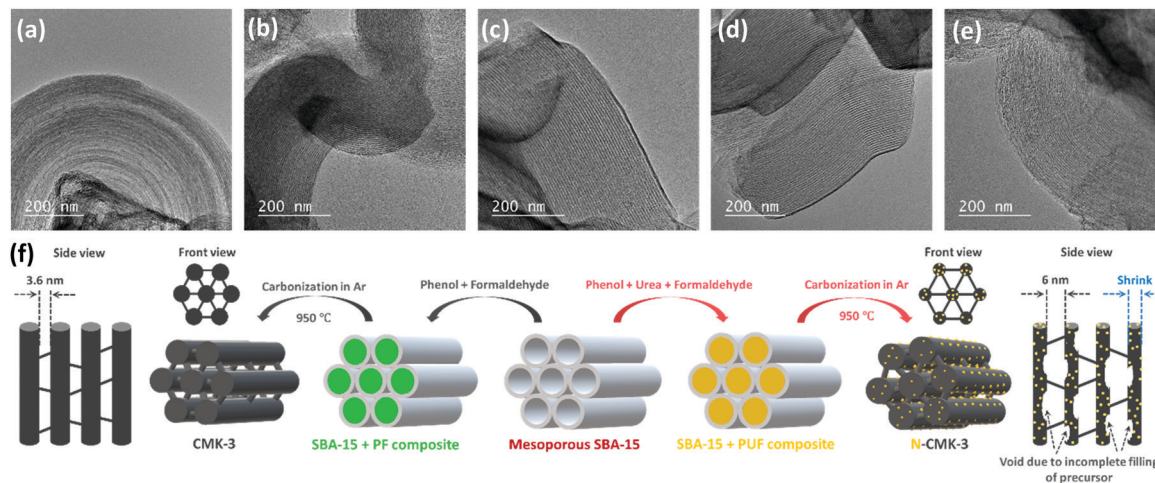 (a)
(b)
(c)
(d)
(e)
200 nm
200 nm
200 nm
200 nm
200 nm
(f)
Side view
Front view
Front view
Side view
3.6 nm
Carbonization in Ar
950 °C
Phenol + Formaldehyde
Phenol + Urea + Formaldehyde
Carbonization in Ar
950 °C
6 nm
Shrink
CMK-3
SBA-15 + PF composite
Mesoporous SBA-15
SBA-15 + PUF composite
N-CMK-3
Void due to incomplete filling
of precursor